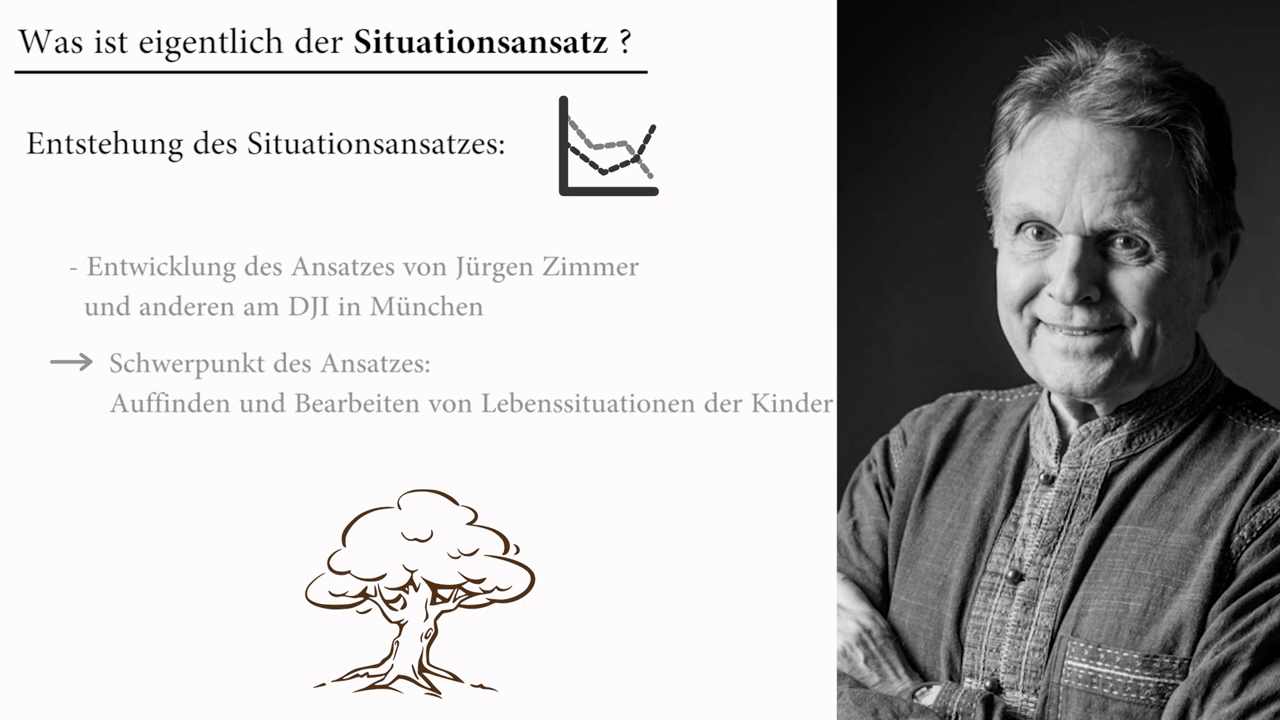 Was ist eigentlich der Situationsansatz ?
Entstehung des Situationsansatzes:
- Entwicklung des Ansatzes von Jürgen Zimmer
und anderen am DJI in München
→ Schwerpunkt des Ansatzes:
Auffinden und Bearbeiten von Lebenssituationen der Kinder